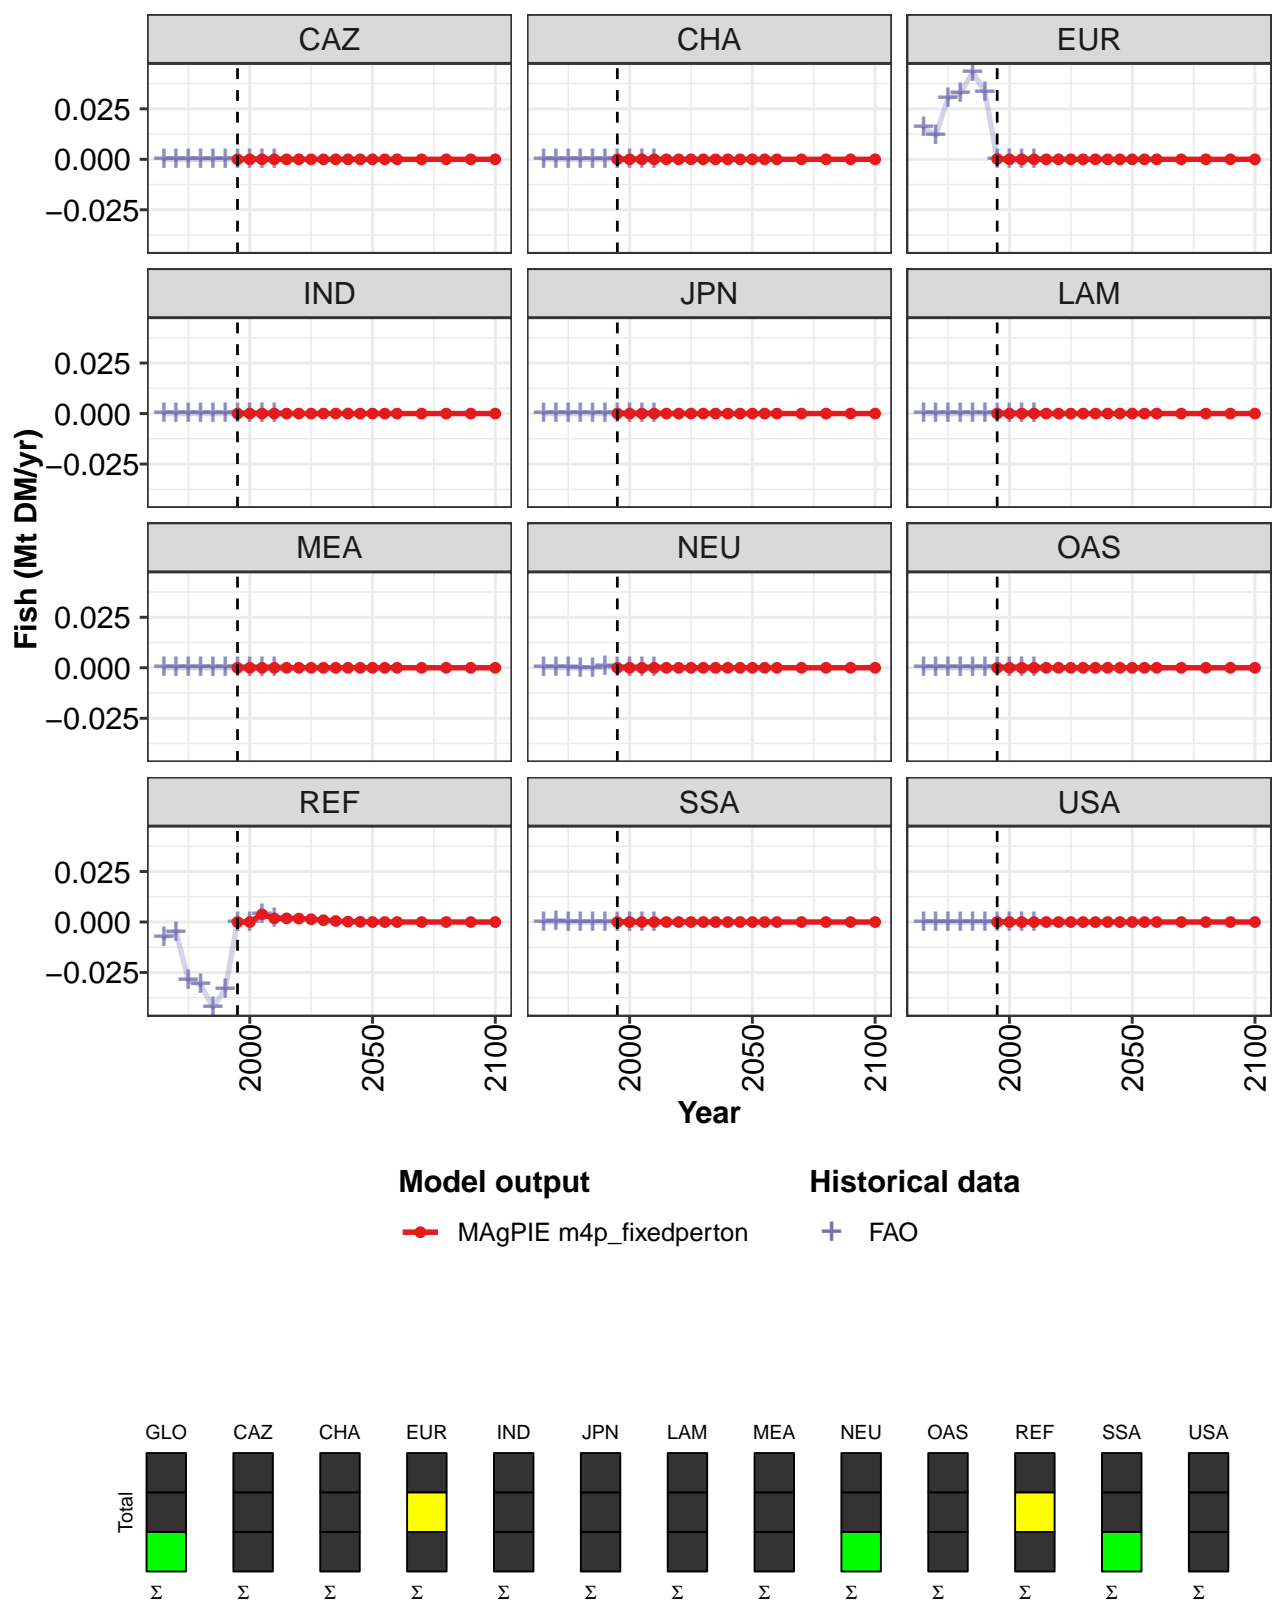 CAZ CHA EUR
0.025
0.000
−0.025
IND JPN LAM
0.025
0.000
−0.025
MEA NEU OAS
0.025
0.000
−0.025
REF SSA USA
0.025
0.000
−0.025
Fish (Mt DM/yr)
2000 2050 2100 2000 2050 2100 2000 2050 2100
Year
Model output Historical data
MAgPIE m4p_fixedperton FAO
GLO CAZ CHA EUR IND JPN LAM MEA NEU OAS REF SSA USA
Total
Σ Σ Σ Σ Σ Σ Σ Σ Σ Σ Σ Σ Σ